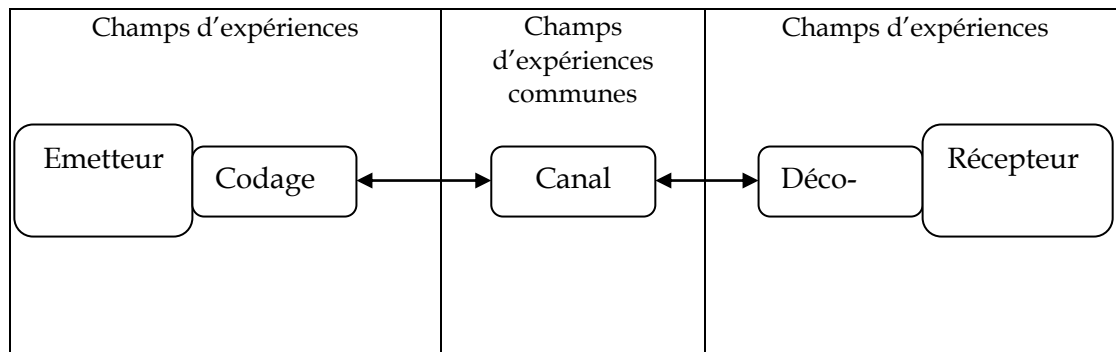 Champs d'expériences
Champs
d'expériences
communes
Champs d'expériences
Emetteur
Codage
Canal
Déco-
Récepteur